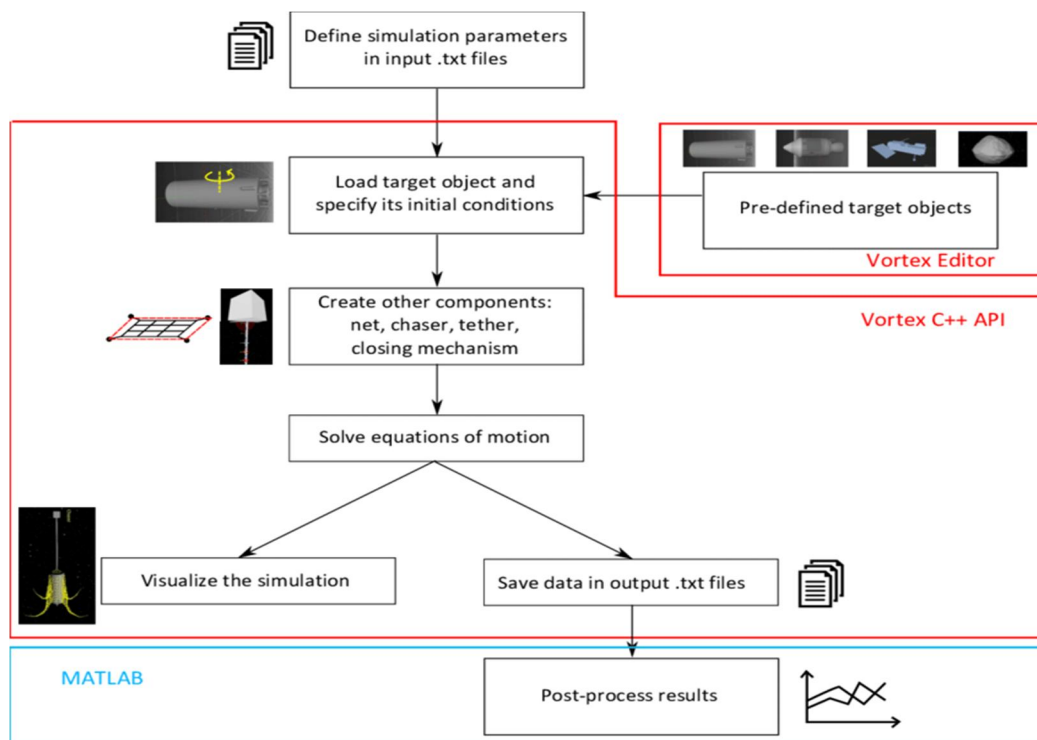 Define simulation parameters
in input .txt files
Load target object and
specify its initial conditions
Pre-defined target objects
Vortex Editor
Vortex C++ API
Create other components:
net, chaser, tether,
closing mechanism
Solve equations of motion
Visualize the simulation
Save data in output .txt files
MATLAB
Post-process results